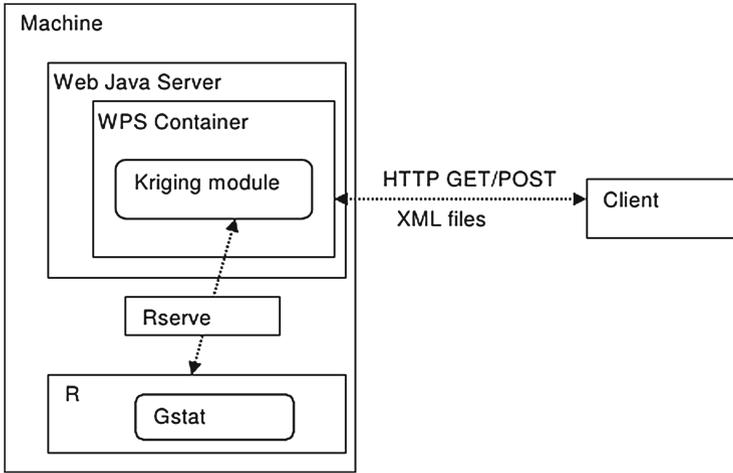 Machine
Web Java Server
WPS Container
Kriging module
HTTP GET/POST
XML files
Client
Rserve
R
Gstat